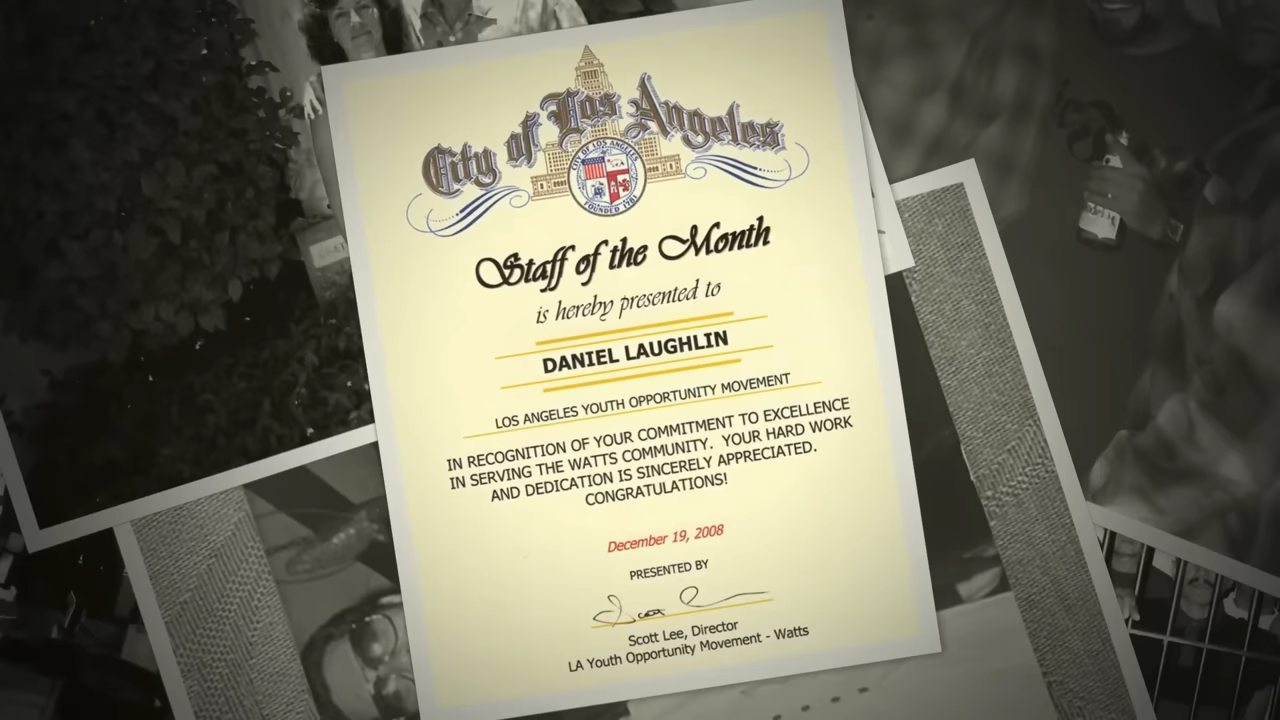 City of Los Angeles
CITY OF LOS ANGELES
FOUNDED 1781
Staff of the Month
is hereby presented to
DANIEL LAUGHLIN
LOS ANGELES YOUTH OPPORTUNITY MOVEMENT
IN RECOGNITION OF YOUR COMMITMENT TO EXCELLENCE
IN SERVING THE WATTS COMMUNITY. YOUR HARD WORK
AND DEDICATION IS SINCERELY APPRECIATED.
CONGRATULATIONS!
December 19, 2008
PRESENTED BY
Scott Lee, Director
LA Youth Opportunity Movement - Watts